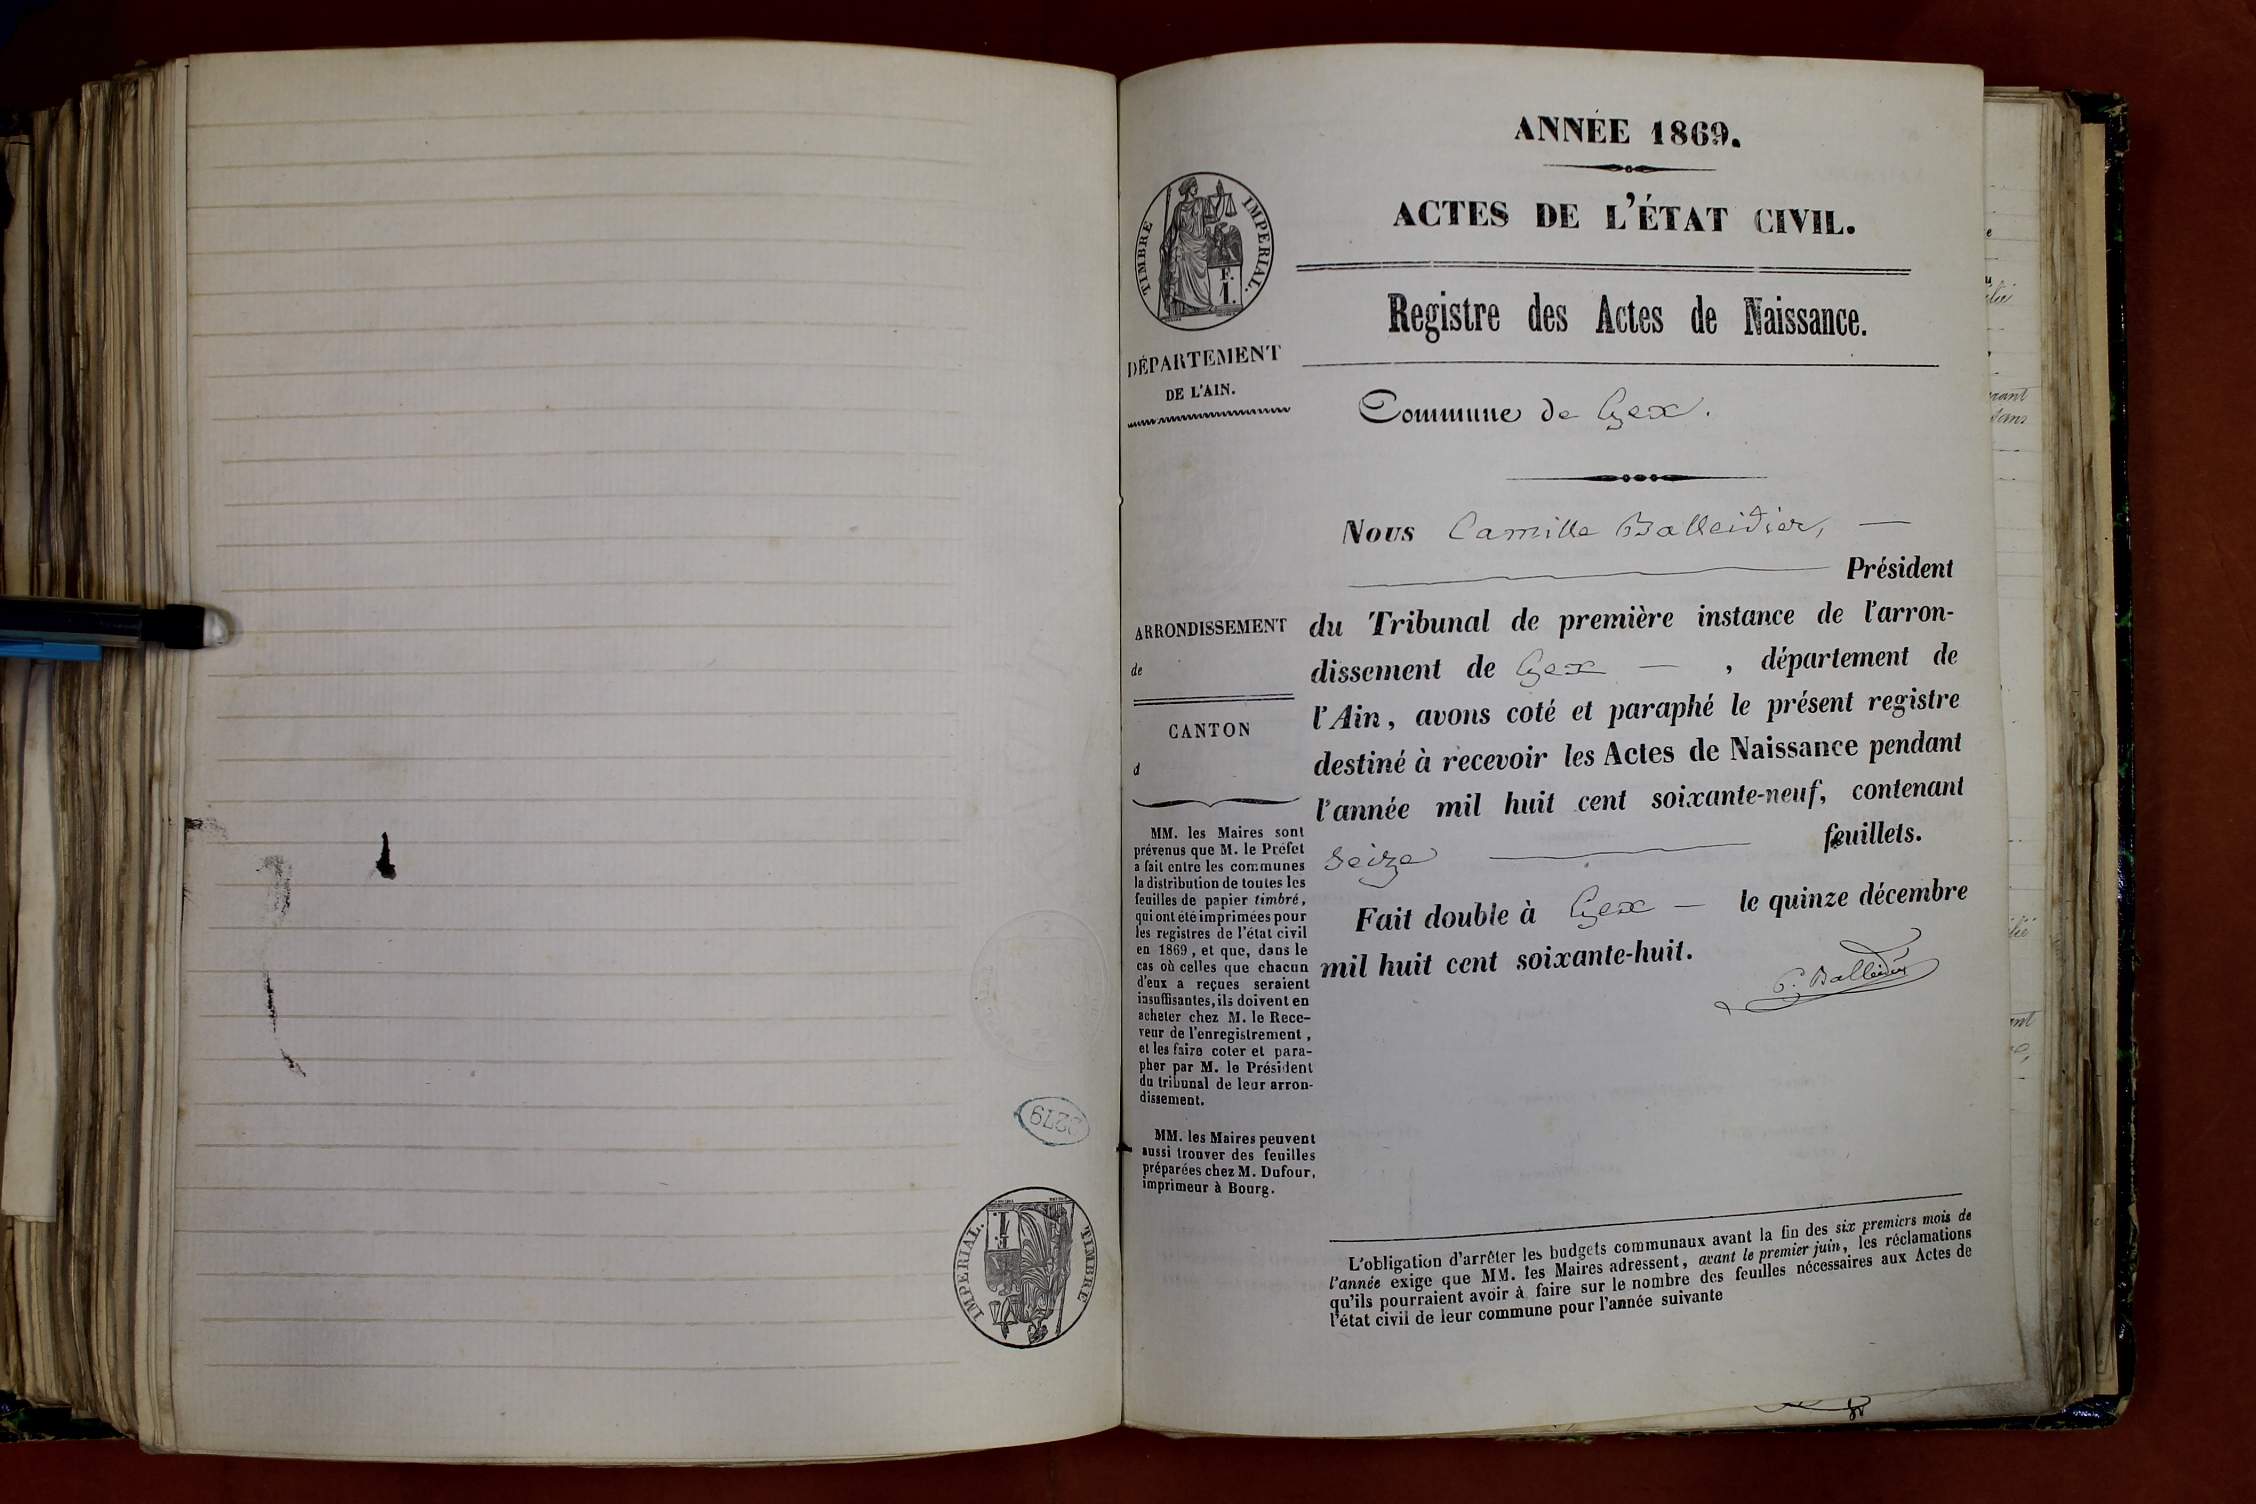 2279
TIMBRE IMPERIAL.
ANNÉE 1869.
ACTES DE L'ÉTAT CIVIL.
Registre des Actes de Naissance.
TIMBRE IMPERIAL.
F.
1.
DÉPARTEMENT
DE L'AIN.
Commune de Gex.
Nous Camille Balleidier,
Président
du Tribunal de première instance de l'arron-
dissement de Gex , département de
l'Ain, avons coté et paraphé le présent registre
destiné à recevoir les Actes de Naissance pendant
l'année mil huit cent soixante-neuf, contenant
seize feuillets.
Fait double à Gex le quinze décembre
mil huit cent soixante-huit.
C. Balleidier
ARRONDISSEMENT
de
CANTON
d
MM. les Maires sont
prévenus que M. le Préfet
a fait entre les communes
la distribution de toutes les
feuilles de papier timbré,
qui ont été imprimées pour
les registres de l'état civil
en 1869, et que, dans le
cas où celles que chacun
d'eux a reçues seraient
insuffisantes, ils doivent en
acheter chez M. le Rece-
veur de l'enregistrement,
et les faire coter et para-
pher par M. le Président
du tribunal de leur arron-
dissement.
MM. les Maires peuvent
aussi trouver des feuilles
préparées chez M. Dufour,
imprimeur à Bourg.
L'obligation d'arrêter les budgets communaux avant la fin des six premiers mois de
l'année exige que MM. les Maires adressent, avant le premier juin, les réclamations
qu'ils pourraient avoir à faire sur le nombre des feuilles nécessaires aux Actes de
l'état civil de leur commune pour l'année suivante